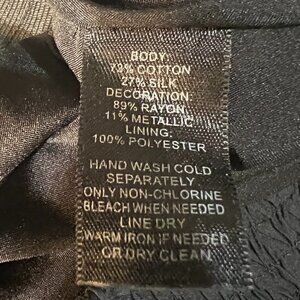 BODY:
73% COTTON
27% SILK
DECORATION:
89% RAYON
11% METALLIC
LINING:
100% POLYESTER
HAND WASH COLD
SEPARATELY
ONLY NON-CHLORINE
BLEACH WHEN NEEDED
LINE DRY
WARM IRON IF NEEDED
OR DRY CLEAN